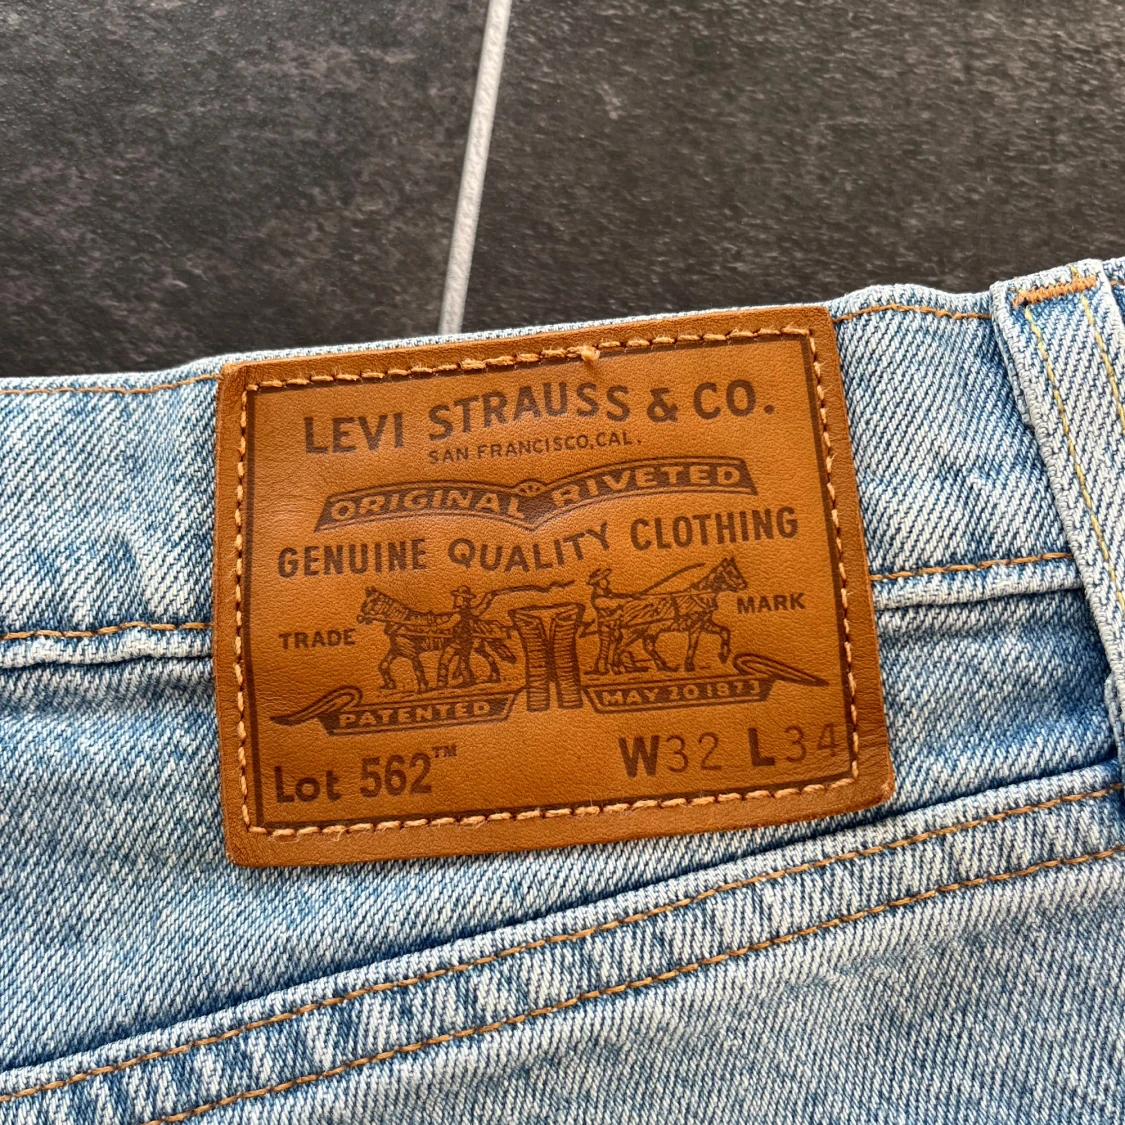 LEVI STRAUSS & CO.
SAN FRANCISCO, CAL.
ORIGINAL RIVETED
GENUINE QUALITY CLOTHING
TRADE MARK
PATENTED MAY 20 1873
Lot 562™ W32 L34